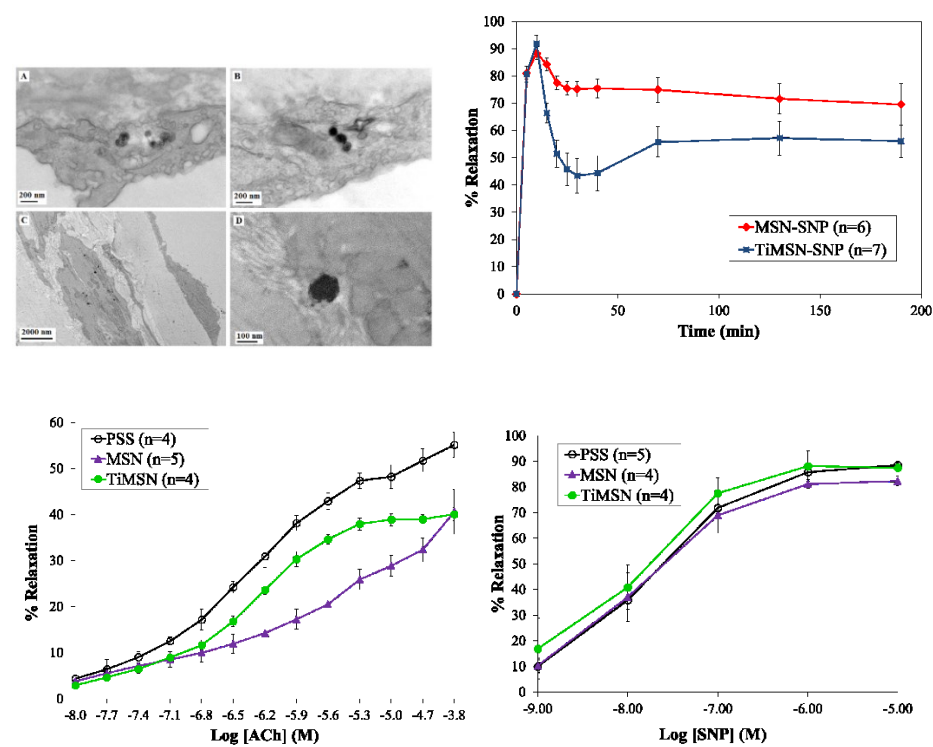 A
200 nm
B
200 nm
C
2000 nm
D
100 nm
100
90
80
70
60
50
40
30
20
10
0
% Relaxation
MSN-SNP (n=6)
TiMSN-SNP (n=7)
0 50 100 150 200
Time (min)
60
50
40
30
20
10
0
% Relaxation
PSS (n=4)
MSN (n=5)
TiMSN (n=4)
-8.0 -7.7 -7.4 -7.1 -6.8 -6.5 -6.2 -5.9 -5.6 -5.3 -5.0 -4.7 -3.8
Log [ACh] (M)
100
90
80
70
60
50
40
30
20
10
0
% Relaxation
PSS (n=5)
MSN (n=4)
TiMSN (n=4)
-9.00 -8.00 -7.00 -6.00 -5.00
Log [SNP] (M)